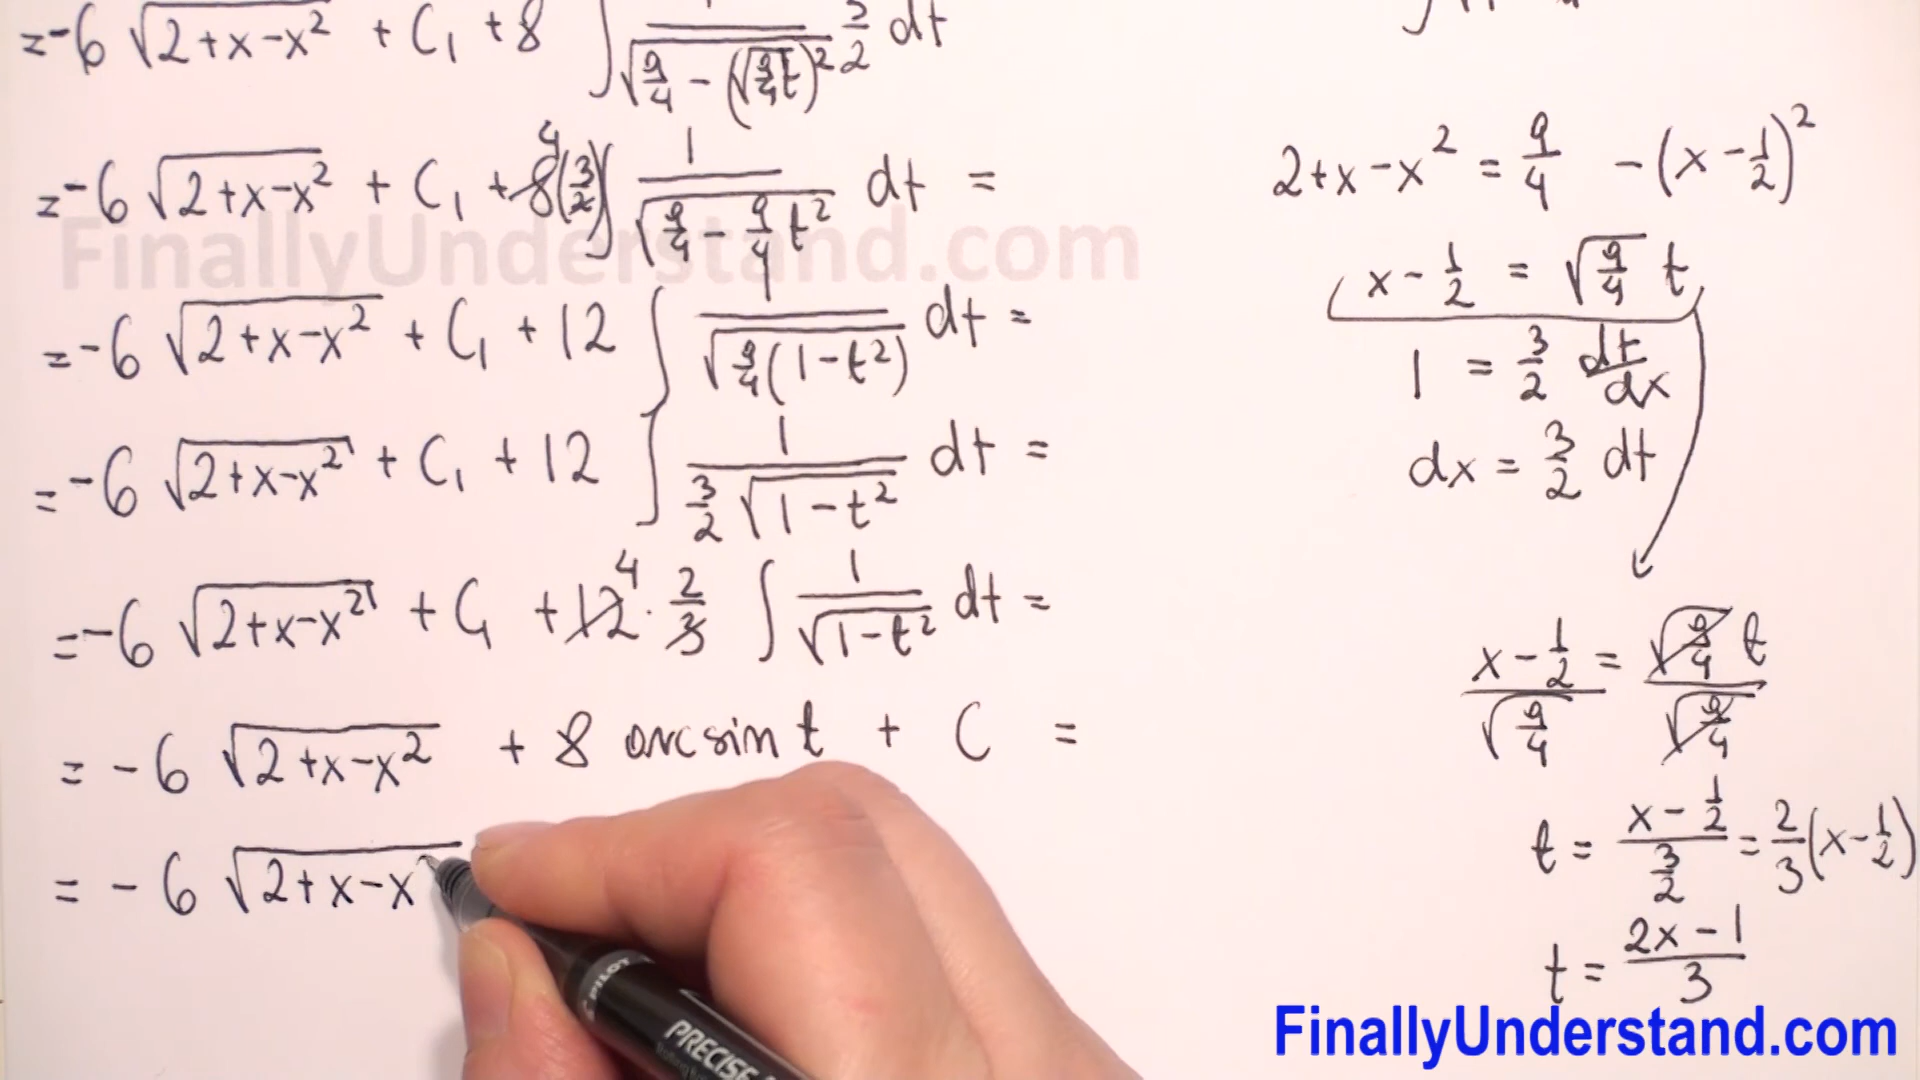 =-6 √(2+x-x²) + C₁ +8 ∫ 1/√(9/4 - (√(9/4) t)²) 3/2 dt
=-6 √(2+x-x²) + C₁ + 8 4 (3/2) ∫ 1/√(9/4 - 9/4 t²) dt =
=-6 √(2+x-x²) + C₁ + 12 ∫ 1/√(9/4 (1-t²)) dt =
=-6 √(2+x-x²) + C₁ + 12 ∫ 1/(3/2 √(1-t²)) dt =
=-6 √(2+x-x²) + C₁ + 12 4 · 2/3 ∫ 1/√(1-t²) dt =
= -6 √(2+x-x²) + 8 arcsin t + C =
= -6 √(2+x-x
2+x-x² = 9/4 -(x-1/2)²
x-1/2 = √(9/4) t
1 = 3/2 dt/dx
dx = 3/2 dt
(x-1/2)/√(9/4) = √(9/4) t/√(9/4)
t = (x-1/2)/(3/2) = 2/3 (x-1/2)
t = (2x-1)/3
FinallyUnderstand.com
FinallyUnderstand.com
PILOT
PRECISE